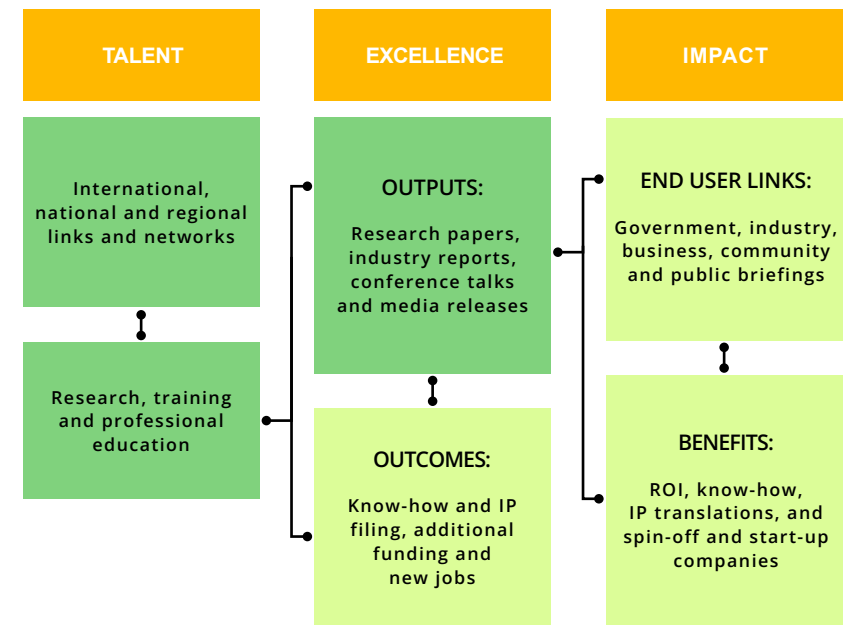 TALENT
International,
national and regional
links and networks
Research, training
and professional
education
EXCELLENCE
OUTPUTS:
Research papers,
industry reports,
conference talks
and media releases
OUTCOMES:
Know-how and IP
filing, additional
funding and
new jobs
IMPACT
END USER LINKS:
Government, industry,
business, community
and public briefings
BENEFITS:
ROI, know-how,
IP translations, and
spin-off and start-up
companies